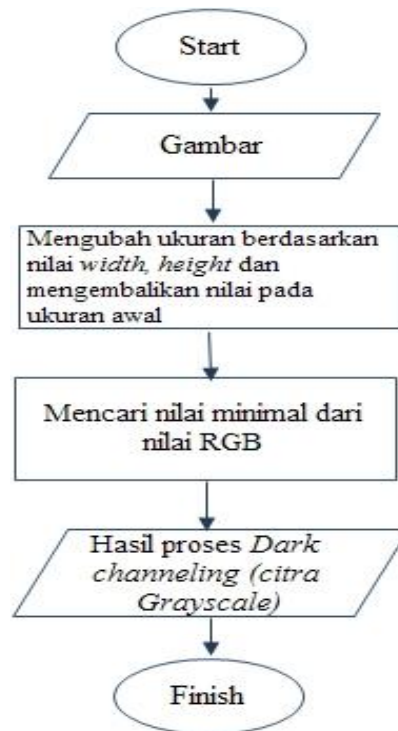 Start
Gambar
Mengubah ukuran berdasarkan
nilai width, height dan
mengembalikan nilai pada
ukuran awal
Mencari nilai minimal dari
nilai RGB
Hasil proses Dark
channeling (citra
Grayscale)
Finish